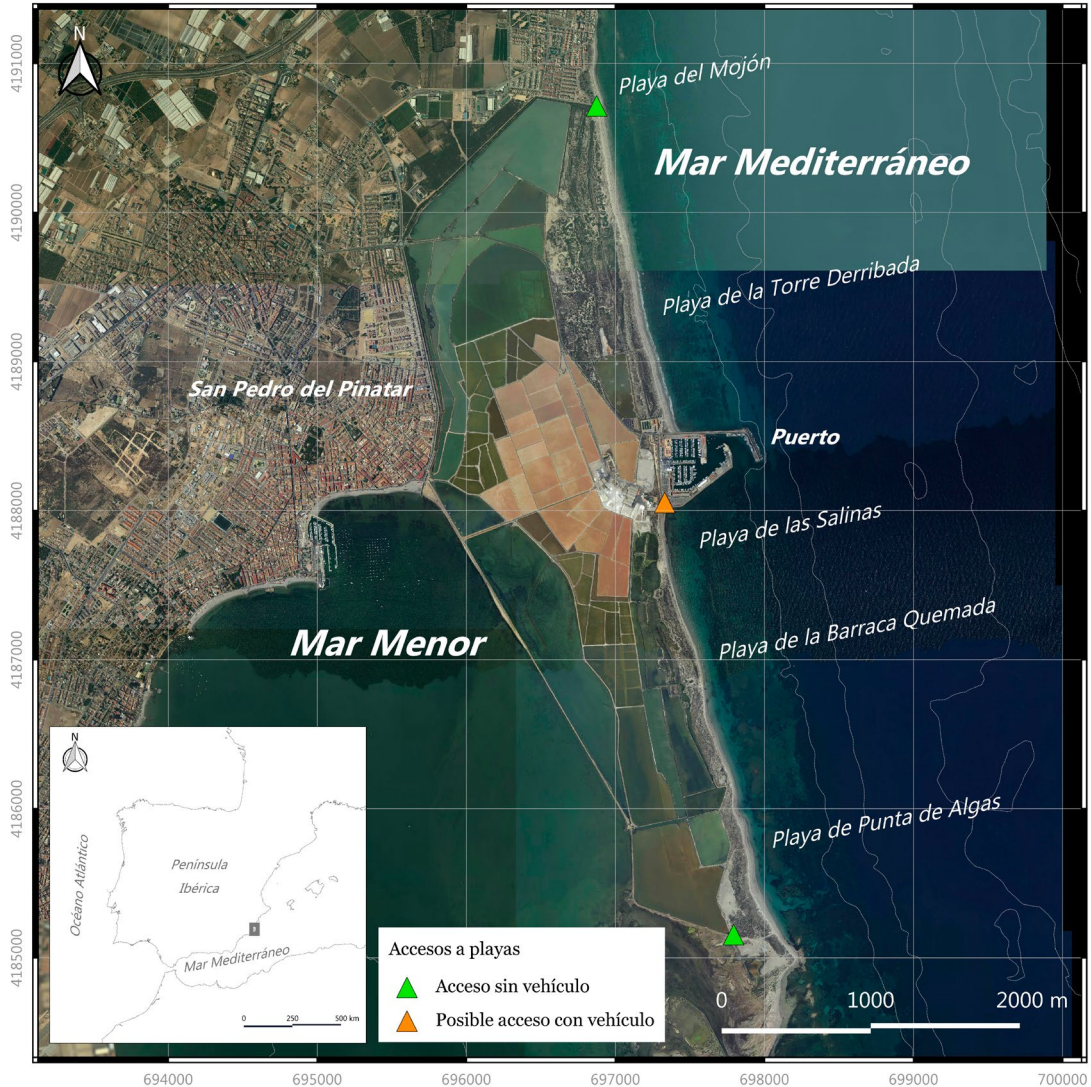 N
Playa del Mojón
Mar Mediterráneo
Playa de la Torre Derribada
San Pedro del Pinatar
Puerto
Playa de las Salinas
Playa de la Barraca Quemada
Mar Menor
Playa de Punta de Algas
4191000
4190000
4189000
4188000
4187000
4186000
4185000
N
Océano Atlántico
Península
Ibérica
Mar Mediterráneo
0 250 500 km
Accesos a playas
Acceso sin vehículo
Posible acceso con vehículo
0 1000 2000 m
694000 695000 696000 697000 698000 699000 700000